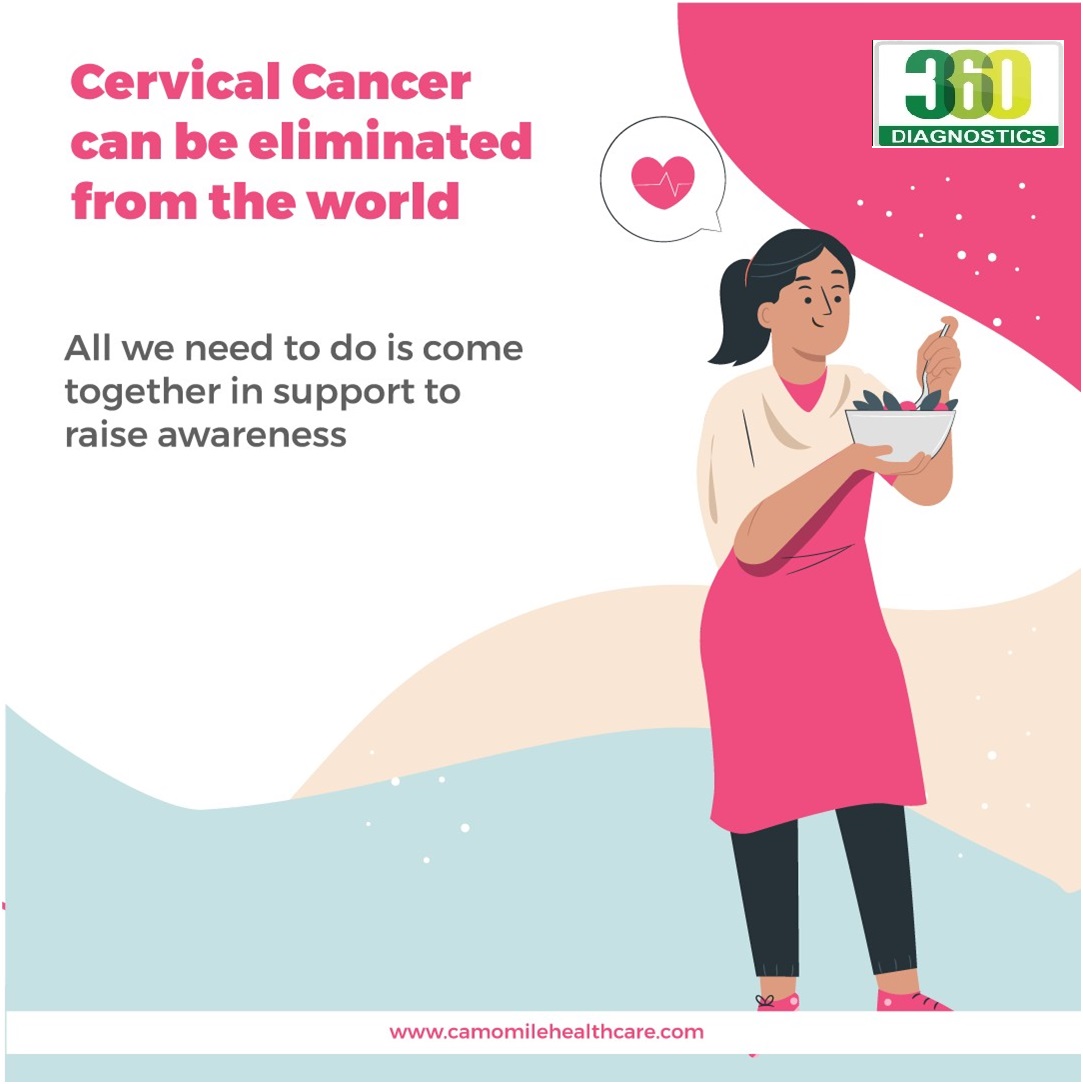 Cervical Cancer
can be eliminated
from the world
360
DIAGNOSTICS
All we need to do is come
together in support to
raise awareness
www.camomilehealthcare.com